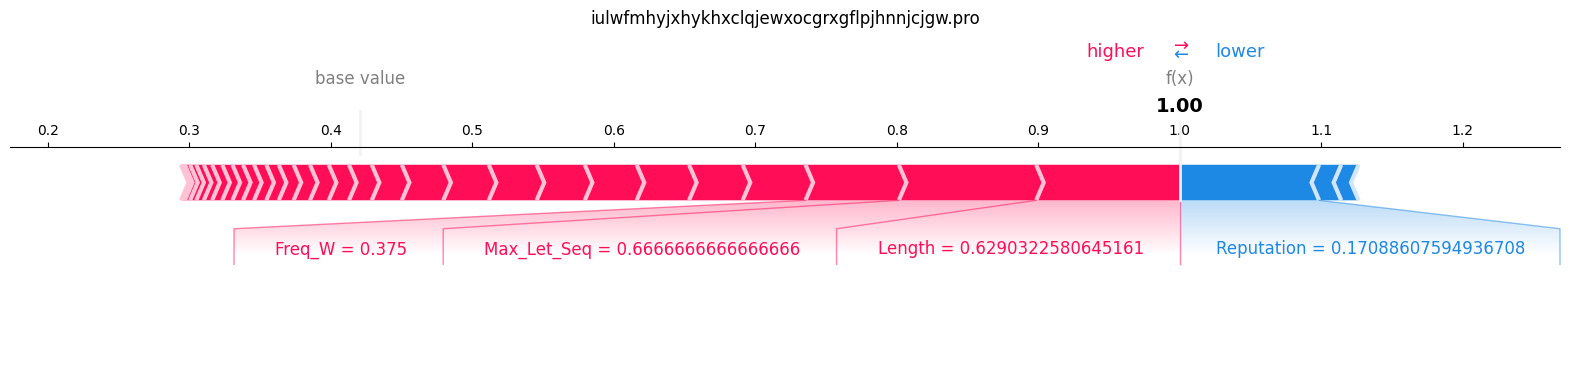 iulwfmhyjxhykhxclqjewxocgrxgflpjhnnjcjgw.pro
higher → ← lower
base value f(x)
1.00
0.2 0.3 0.4 0.5 0.6 0.7 0.8 0.9 1.0 1.1 1.2
Freq_W = 0.375 Max_Let_Seq = 0.6666666666666666 Length = 0.6290322580645161 Reputation = 0.17088607594936708